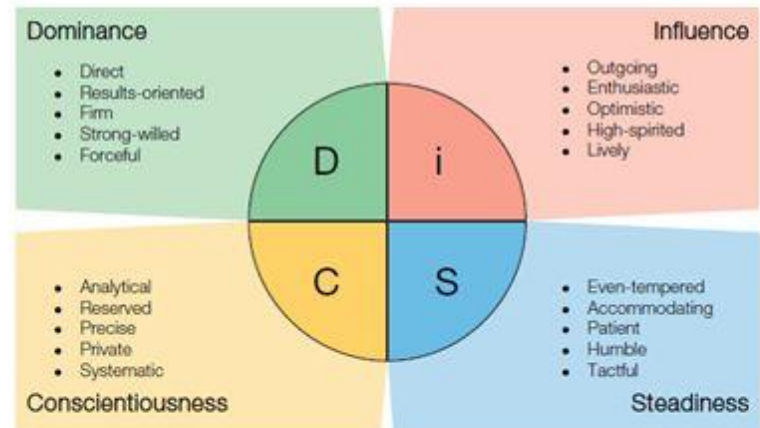 Dominance
• Direct
• Results-oriented
• Firm
• Strong-willed
• Forceful
Influence
• Outgoing
• Enthusiastic
• Optimistic
• High-spirited
• Lively
D
i
C
S
• Analytical
• Reserved
• Precise
• Private
• Systematic
Conscientiousness
• Even-tempered
• Accommodating
• Patient
• Humble
• Tactful
Steadiness